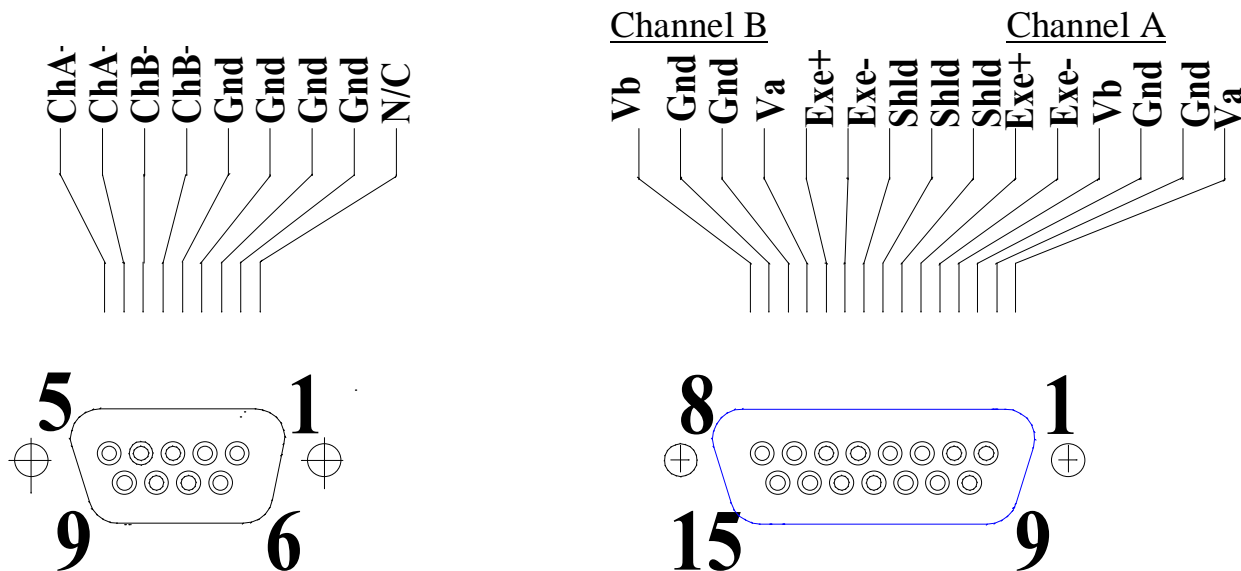 Channel B
Channel A
ChA-
ChA-
ChB-
ChB-
Gnd
Gnd
Gnd
Gnd
N/C
Vb
Gnd
Gnd
Va
Exe+
Exe-
Shld
Shld
Shld
Exe+
Exe-
Vb
Gnd
Gnd
Va
5
1
9
6
8
1
15
9